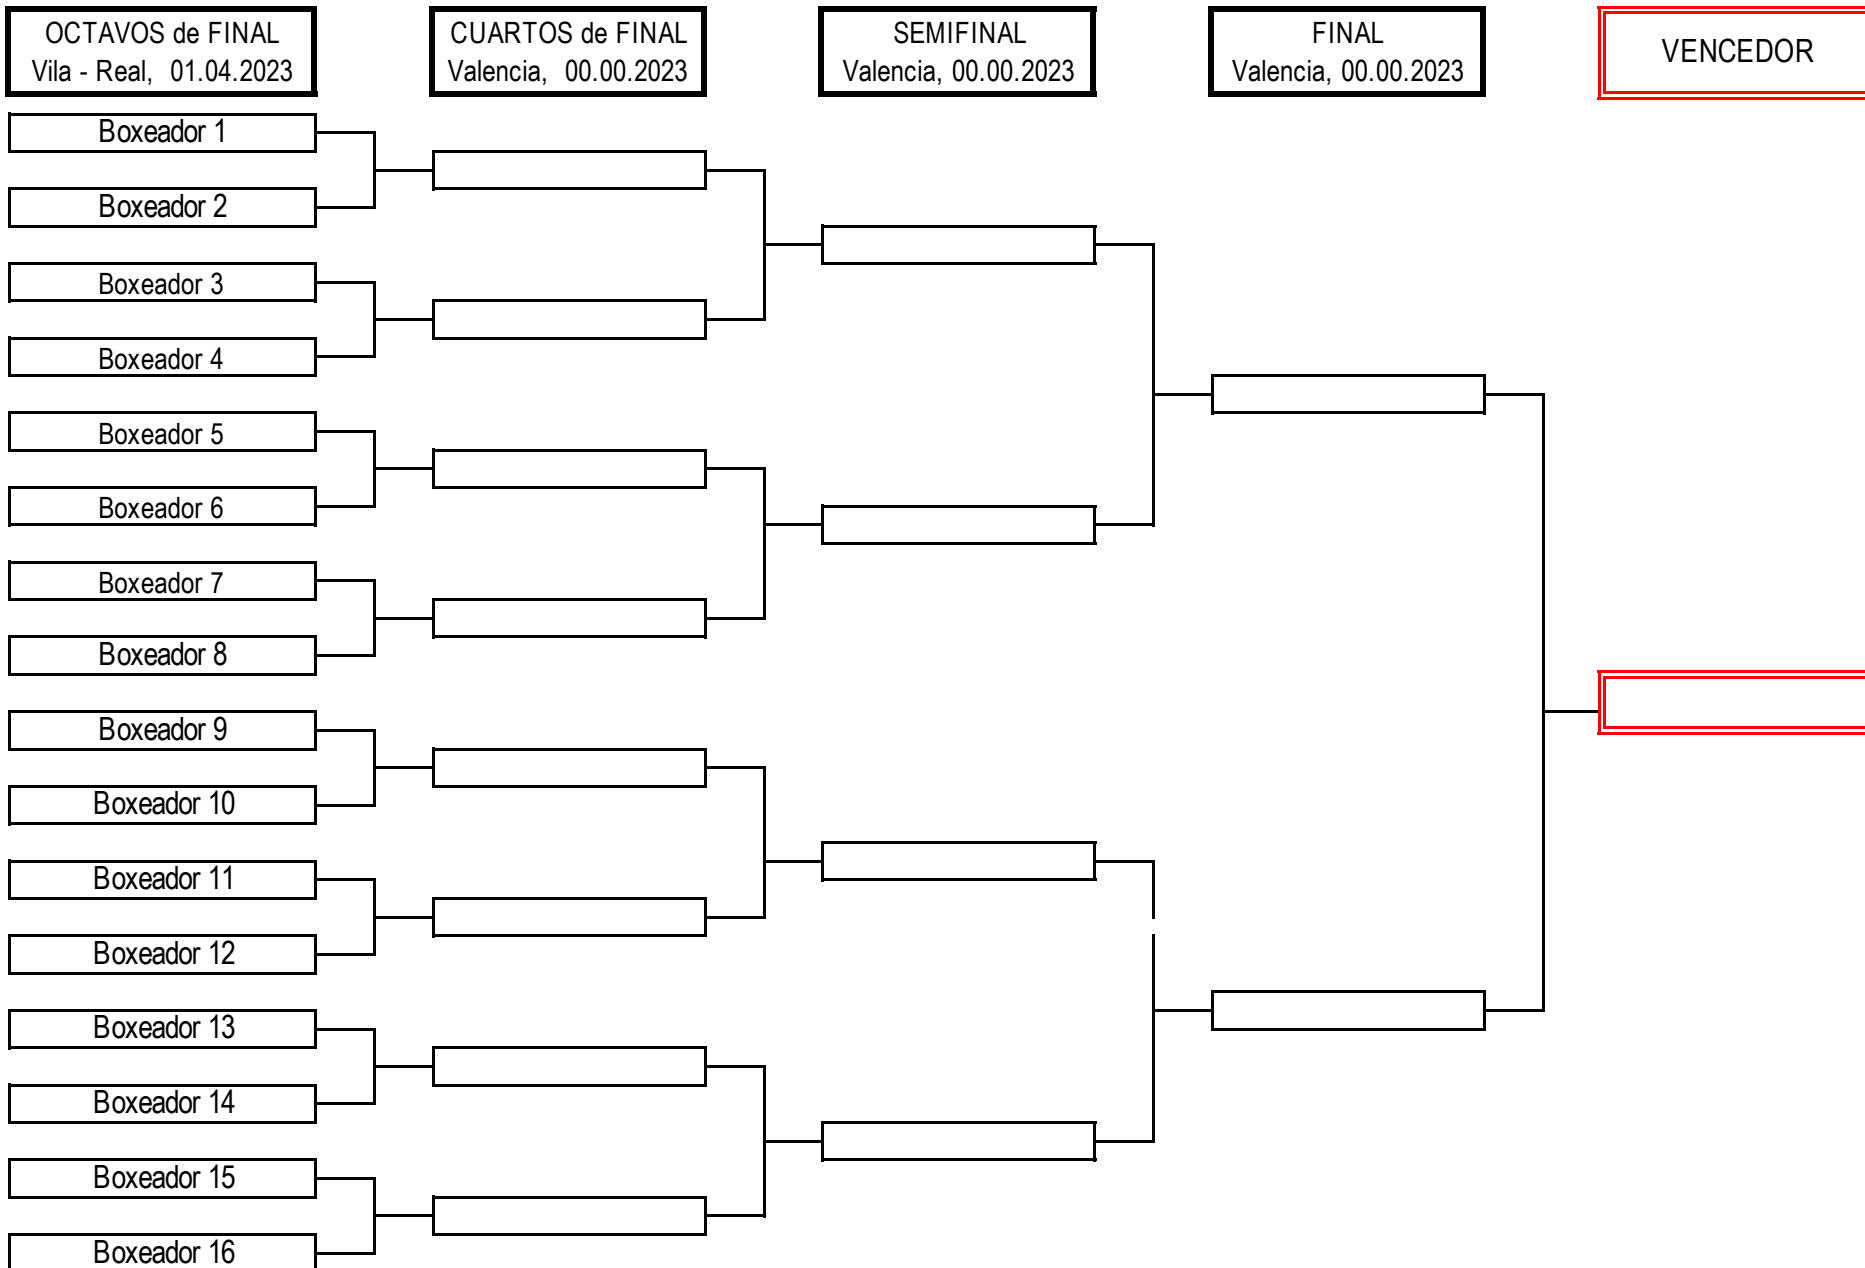 OCTAVOS de FINAL
Vila - Real, 01.04.2023
CUARTOS de FINAL
Valencia, 00.00.2023
SEMIFINAL
Valencia, 00.00.2023
FINAL
Valencia, 00.00.2023
VENCEDOR
Boxeador 1
Boxeador 2
Boxeador 3
Boxeador 4
Boxeador 5
Boxeador 6
Boxeador 7
Boxeador 8
Boxeador 9
Boxeador 10
Boxeador 11
Boxeador 12
Boxeador 13
Boxeador 14
Boxeador 15
Boxeador 16